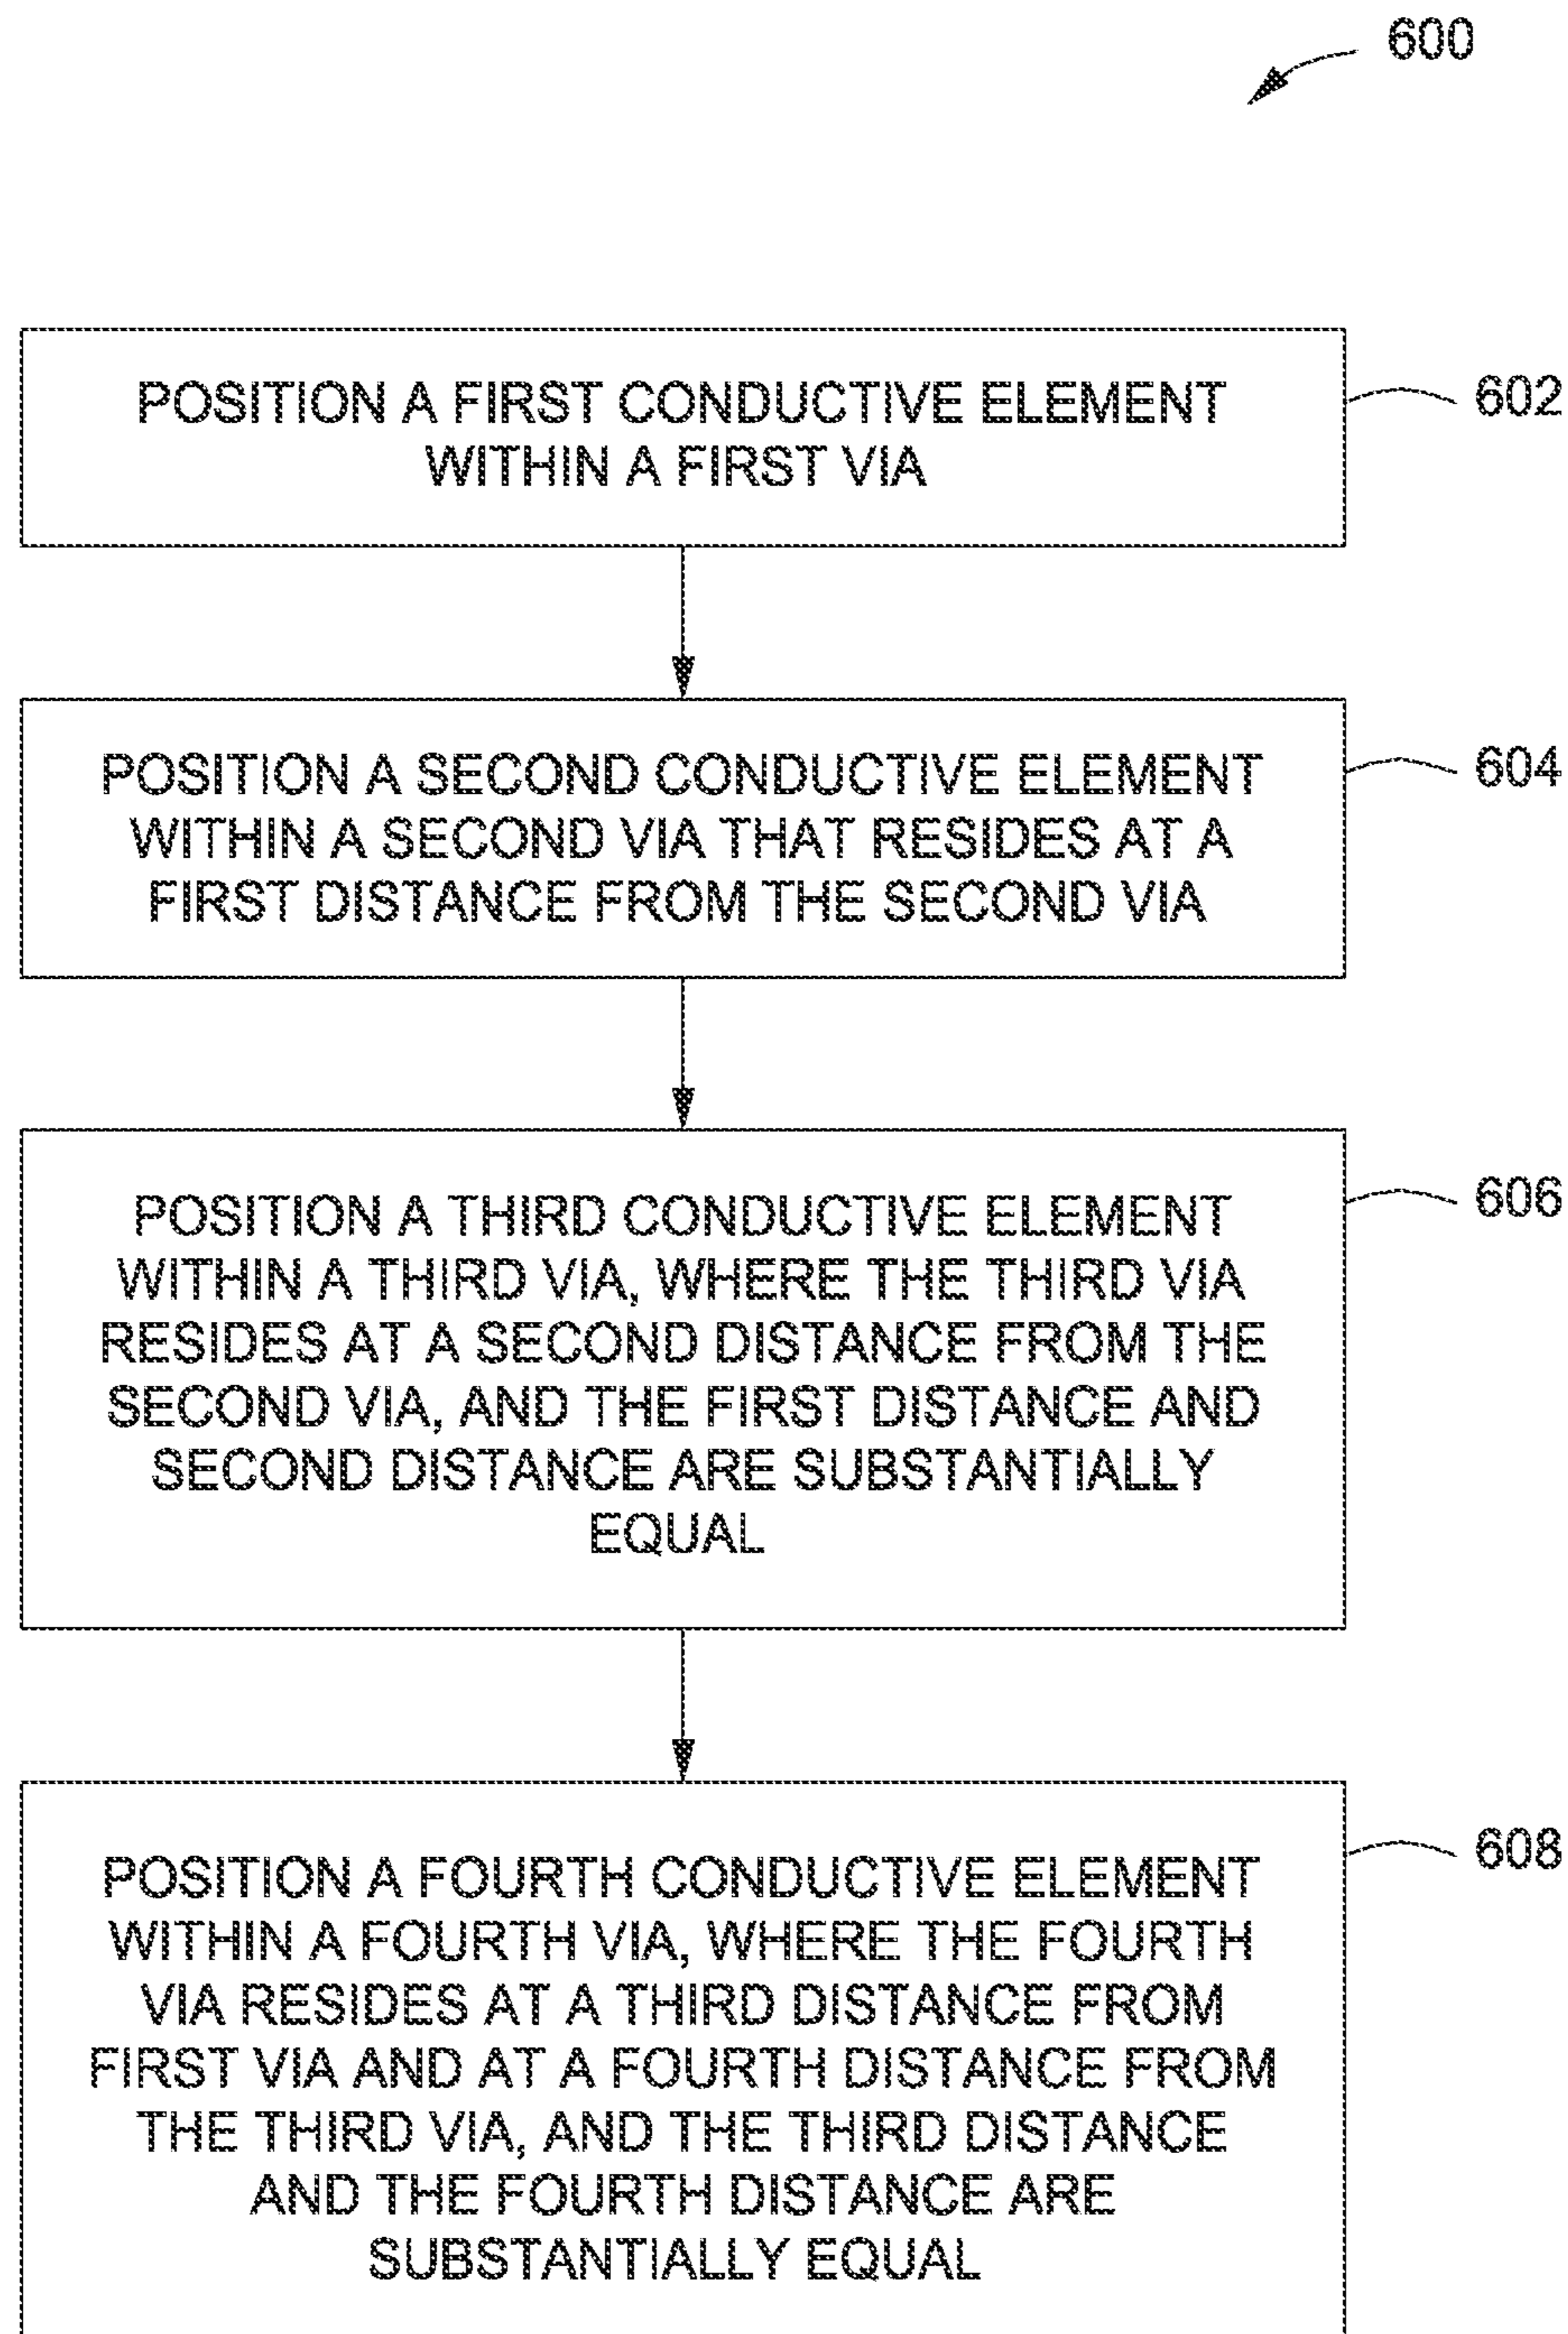 600
POSITION A FIRST CONDUCTIVE ELEMENT
WITHIN A FIRST VIA
602
POSITION A SECOND CONDUCTIVE ELEMENT
WITHIN A SECOND VIA THAT RESIDES AT A
FIRST DISTANCE FROM THE SECOND VIA
604
POSITION A THIRD CONDUCTIVE ELEMENT
WITHIN A THIRD VIA, WHERE THE THIRD VIA
RESIDES AT A SECOND DISTANCE FROM THE
SECOND VIA, AND THE FIRST DISTANCE AND
SECOND DISTANCE ARE SUBSTANTIALLY
EQUAL
606
POSITION A FOURTH CONDUCTIVE ELEMENT
WITHIN A FOURTH VIA, WHERE THE FOURTH
VIA RESIDES AT A THIRD DISTANCE FROM
FIRST VIA AND AT A FOURTH DISTANCE FROM
THE THIRD VIA, AND THE THIRD DISTANCE
AND THE FOURTH DISTANCE ARE
SUBSTANTIALLY EQUAL
608